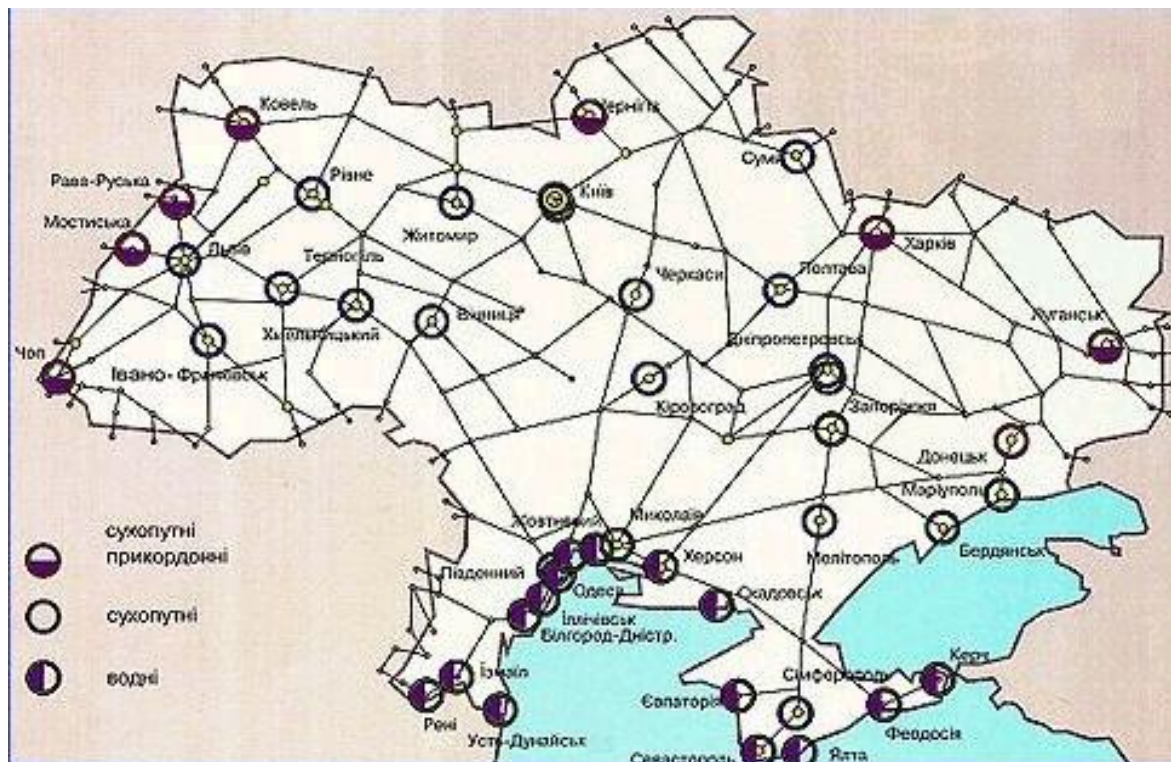 Ковель
Чернігів
Суми
Рава-Руська
Рівне
Київ
Мостиська
Львів
Тернопіль
Житомир
Харків
Черкаси
Полтава
Хмельницький
Вінниця
Луганськ
Чоп
Івано-Франківськ
Дніпропетровськ
Кіровоград
Запоріжжя
Донецьк
Маріуполь
сухопутні
прикордонні
Жовтневий
Миколаїв
Південний
Херсон
Мелітополь
Бердянськ
Одеса
Скадовськ
сухопутні
Іллічівськ
Білгород-Дністр.
водні
Ізмаїл
Сімферополь
Керч
Рені
Усть-Дунайськ
Євпаторія
Феодосія
Севастополь
Ялта